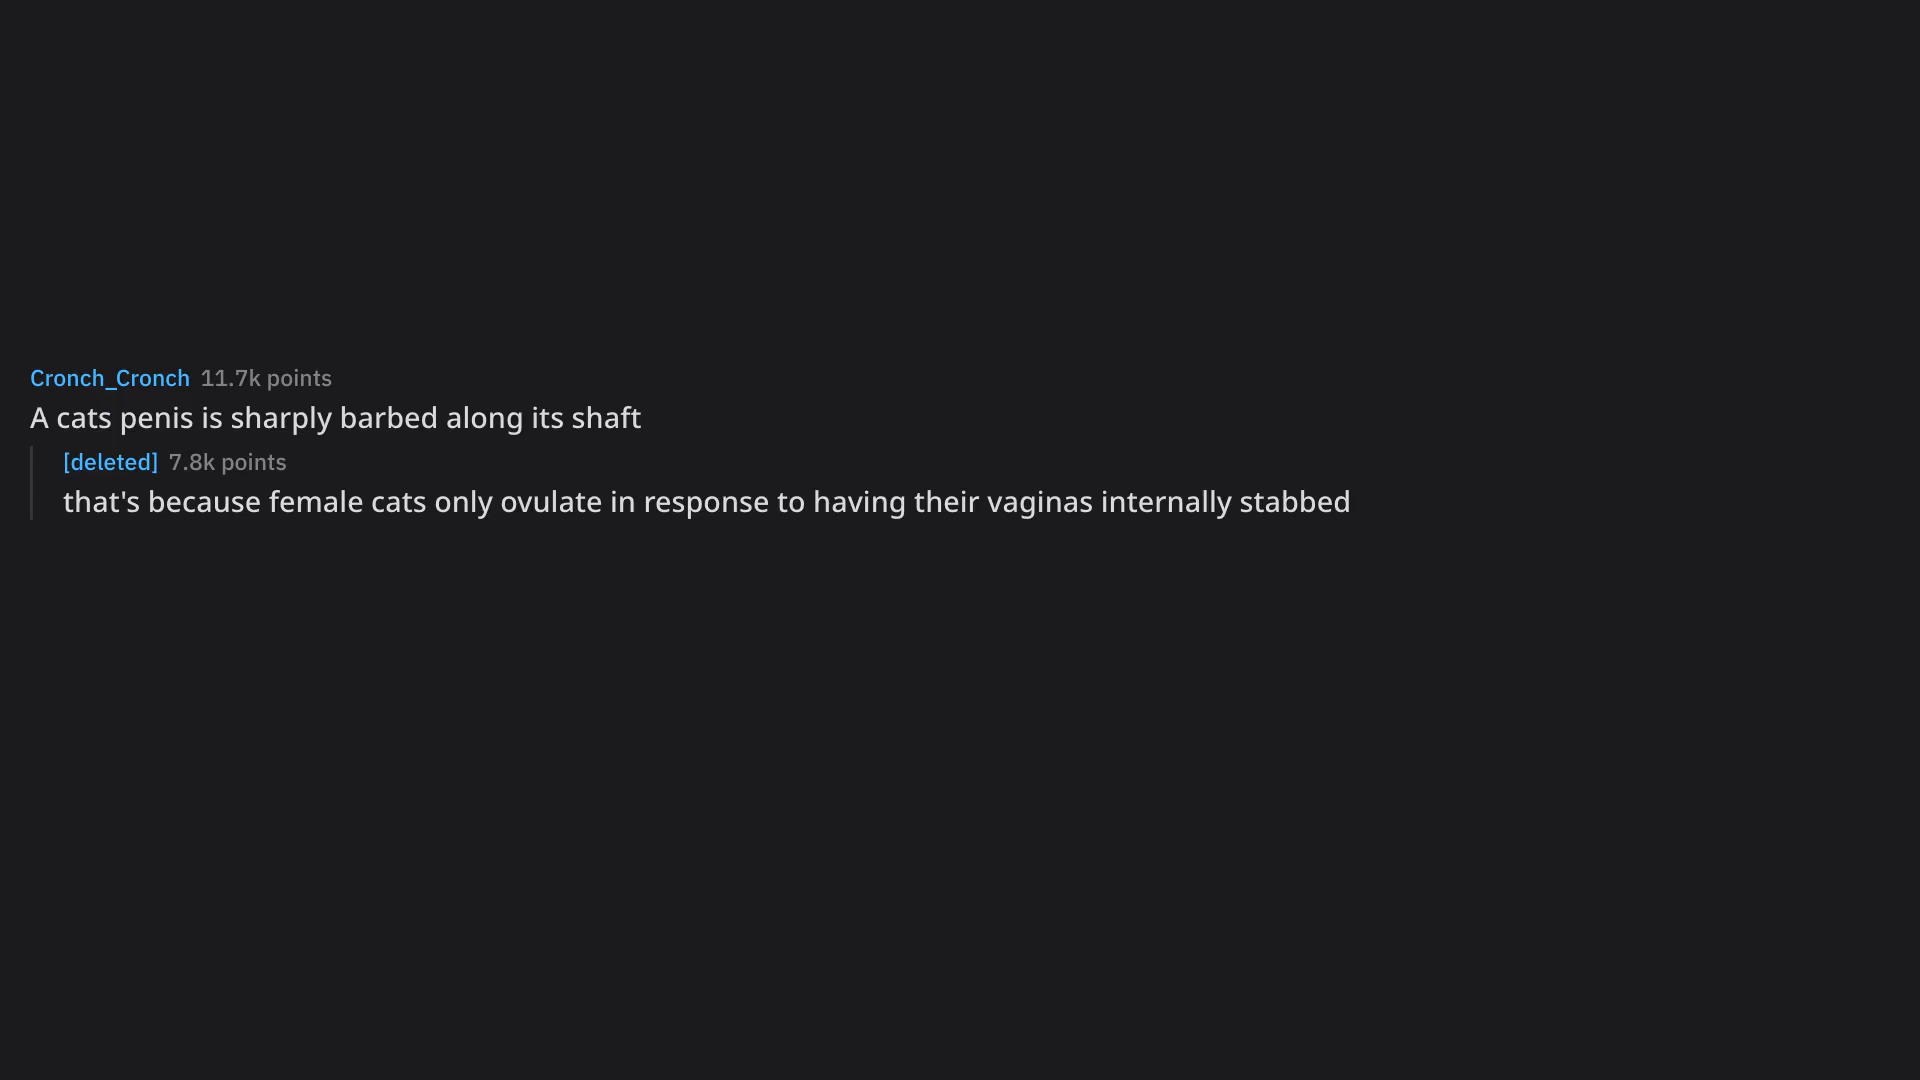 Cronch_Cronch 11.7k points
A cats penis is sharply barbed along its shaft
[deleted] 7.8k points
that's because female cats only ovulate in response to having their vaginas internally stabbed